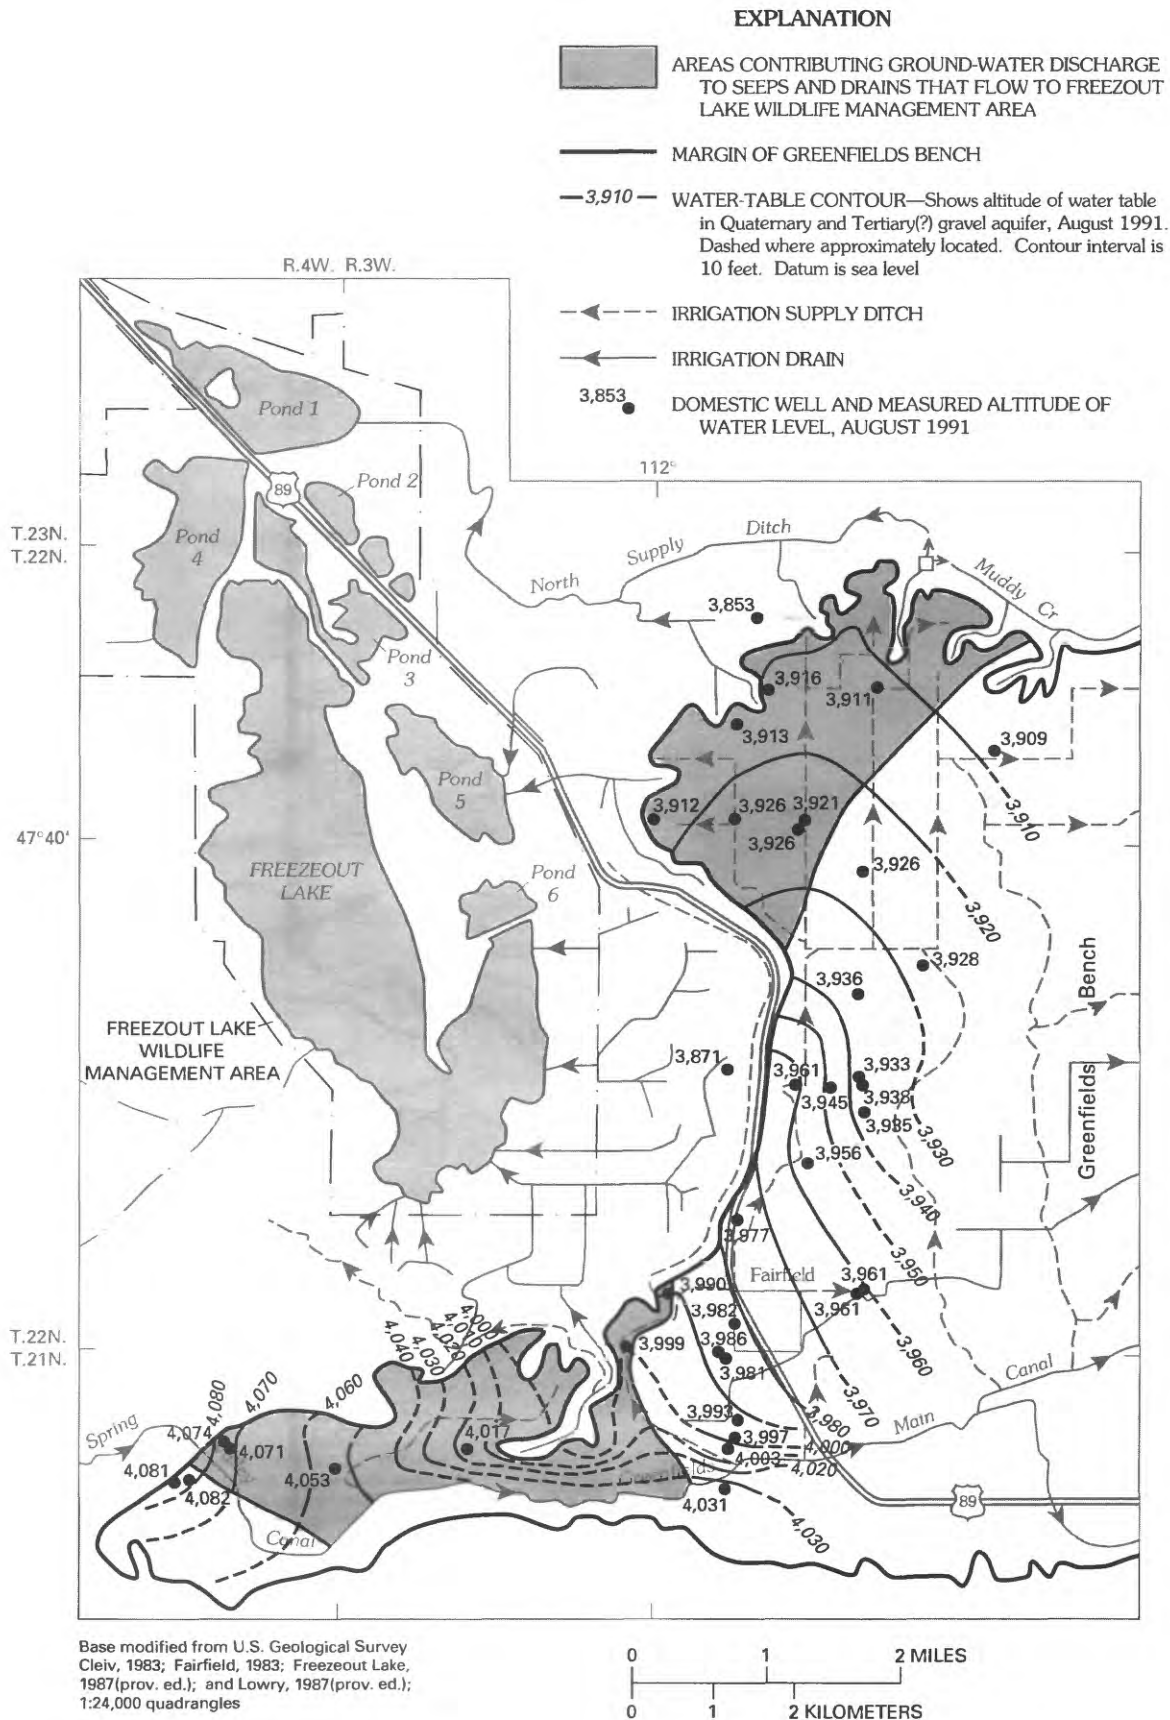 EXPLANATION
AREAS CONTRIBUTING GROUND-WATER DISCHARGE
TO SEEPS AND DRAINS THAT FLOW TO FREEZOUT
LAKE WILDLIFE MANAGEMENT AREA
MARGIN OF GREENFIELDS BENCH
3,910 WATER-TABLE CONTOUR—Shows altitude of water table
in Quaternary and Tertiary(?) gravel aquifer, August 1991.
Dashed where approximately located. Contour interval is
10 feet. Datum is sea level
IRRIGATION SUPPLY DITCH
IRRIGATION DRAIN
3,853 DOMESTIC WELL AND MEASURED ALTITUDE OF
WATER LEVEL, AUGUST 1991
R.4W. R.3W.
Pond 1
112°
89
Pond 2
Pond
4
T.23N.
T.22N.
North Supply Ditch
Muddy Cr
3,853
Pond
3
3,916
3,911
3,913
3,909
Pond
5
3,912
3,926
3,921
3,926
3,910
47°40'
FREEZEOUT
LAKE
Pond
6
3,926
3,920
3,928
3,936
Greenfields Bench
FREEZOUT LAKE
WILDLIFE
MANAGEMENT AREA
3,871
3,961
3,945
3,933
3,938
3,935
3,930
3,956
3,940
3,977
3,950
Fairfield
3,990
3,961
3,951
3,982
T.22N.
T.21N.
4,000
4,010
4,020
4,030
4,040
3,999
3,986
3,981
3,960
Canal
4,060
4,070
4,080
3,970
Main
3,980
Spring
4,074
4,071
4,017
3,993
3,997
4,000
4,003
4,020
4,081
4,082
4,053
Greenfields
4,031
89
Canal
4,030
Base modified from U.S. Geological Survey
Cleiv, 1983; Fairfield, 1983; Freezeout Lake,
1987(prov. ed.); and Lowry, 1987(prov. ed.);
1:24,000 quadrangles
0 1 2 MILES
0 1 2 KILOMETERS